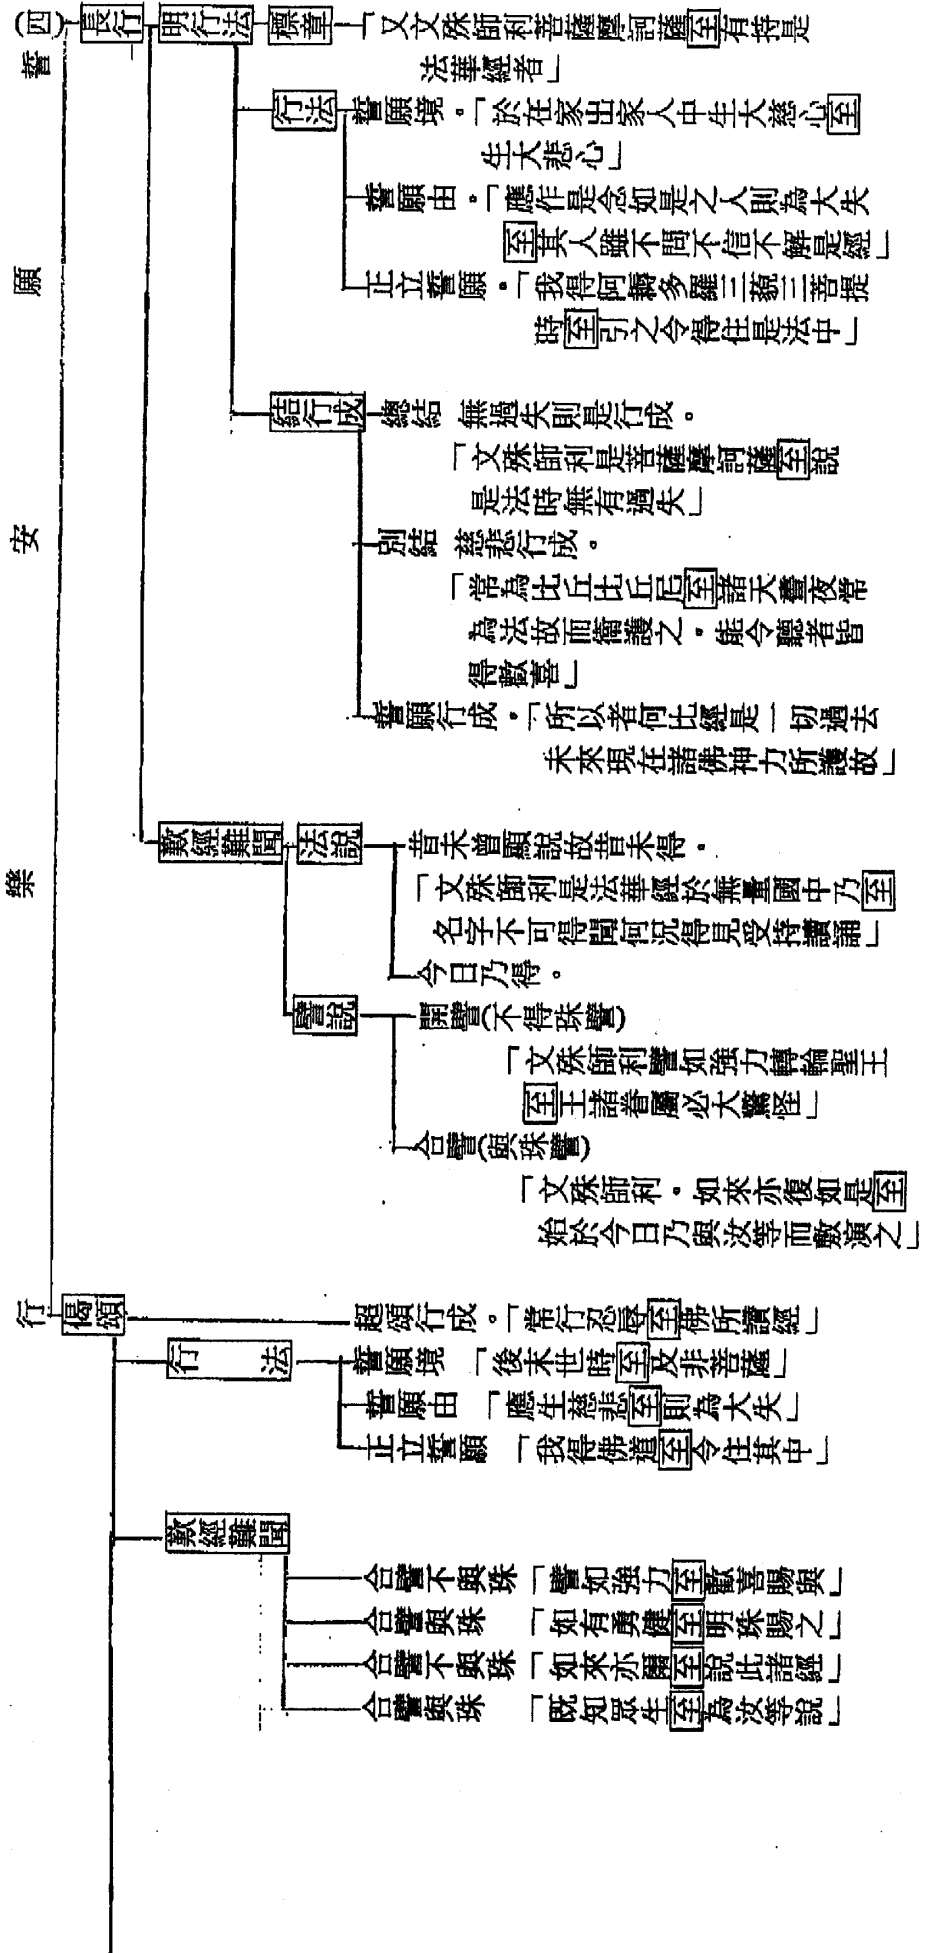 (四)誓願安樂行
長行
明行法
標章
「又文殊師利菩薩摩訶薩至有持是
法華經者」
行法
誓願境。「於在家出家人中生大慈心至
生大悲心」
誓願由。「應作是念如是之人則為大失
至其人雖不問不信不解是經」
正立誓願。「我得阿耨多羅三藐三菩提
時至引之令得住是法中」
結行成
總結 無過失則是行成。
「文殊師利是菩薩摩訶薩至說
是法時無有過失」
別結 慈悲行成。
「常為比丘比丘尼至諸天晝夜常
為法故而衛護之。能令聽者皆
得歡喜」
誓願行成。「所以者何此經是一切過去
未來現在諸佛神力所護故」
歎經難聞
法說
昔未曾顯說故昔未得。
「文殊師利是法華經於無量國中乃至
名字不可得聞何況得見受持讀誦」
今日乃得。
譬說
開譬(不得珠譬)
「文殊師利譬如強力轉輪聖王
至王諸眷屬必大驚怪」
合譬(與珠譬)
「文殊師利。如來亦復如是至
始於今日乃與汝等而敷演之」
偈頌
超頌行成。「常行忍辱至佛所讚經」
行法
誓願境 「後末世時至及非菩薩」
誓願由 「應生慈悲至則為大失」
正立誓願 「我得佛道至令住其中」
歎經難聞
合譬不與珠 「譬如強力至歡喜賜與」
合譬與珠 「如有勇健至明珠賜之」
合譬不與珠 「如來亦爾至說此諸經」
合譬與珠 「既知眾生至為汝等說」